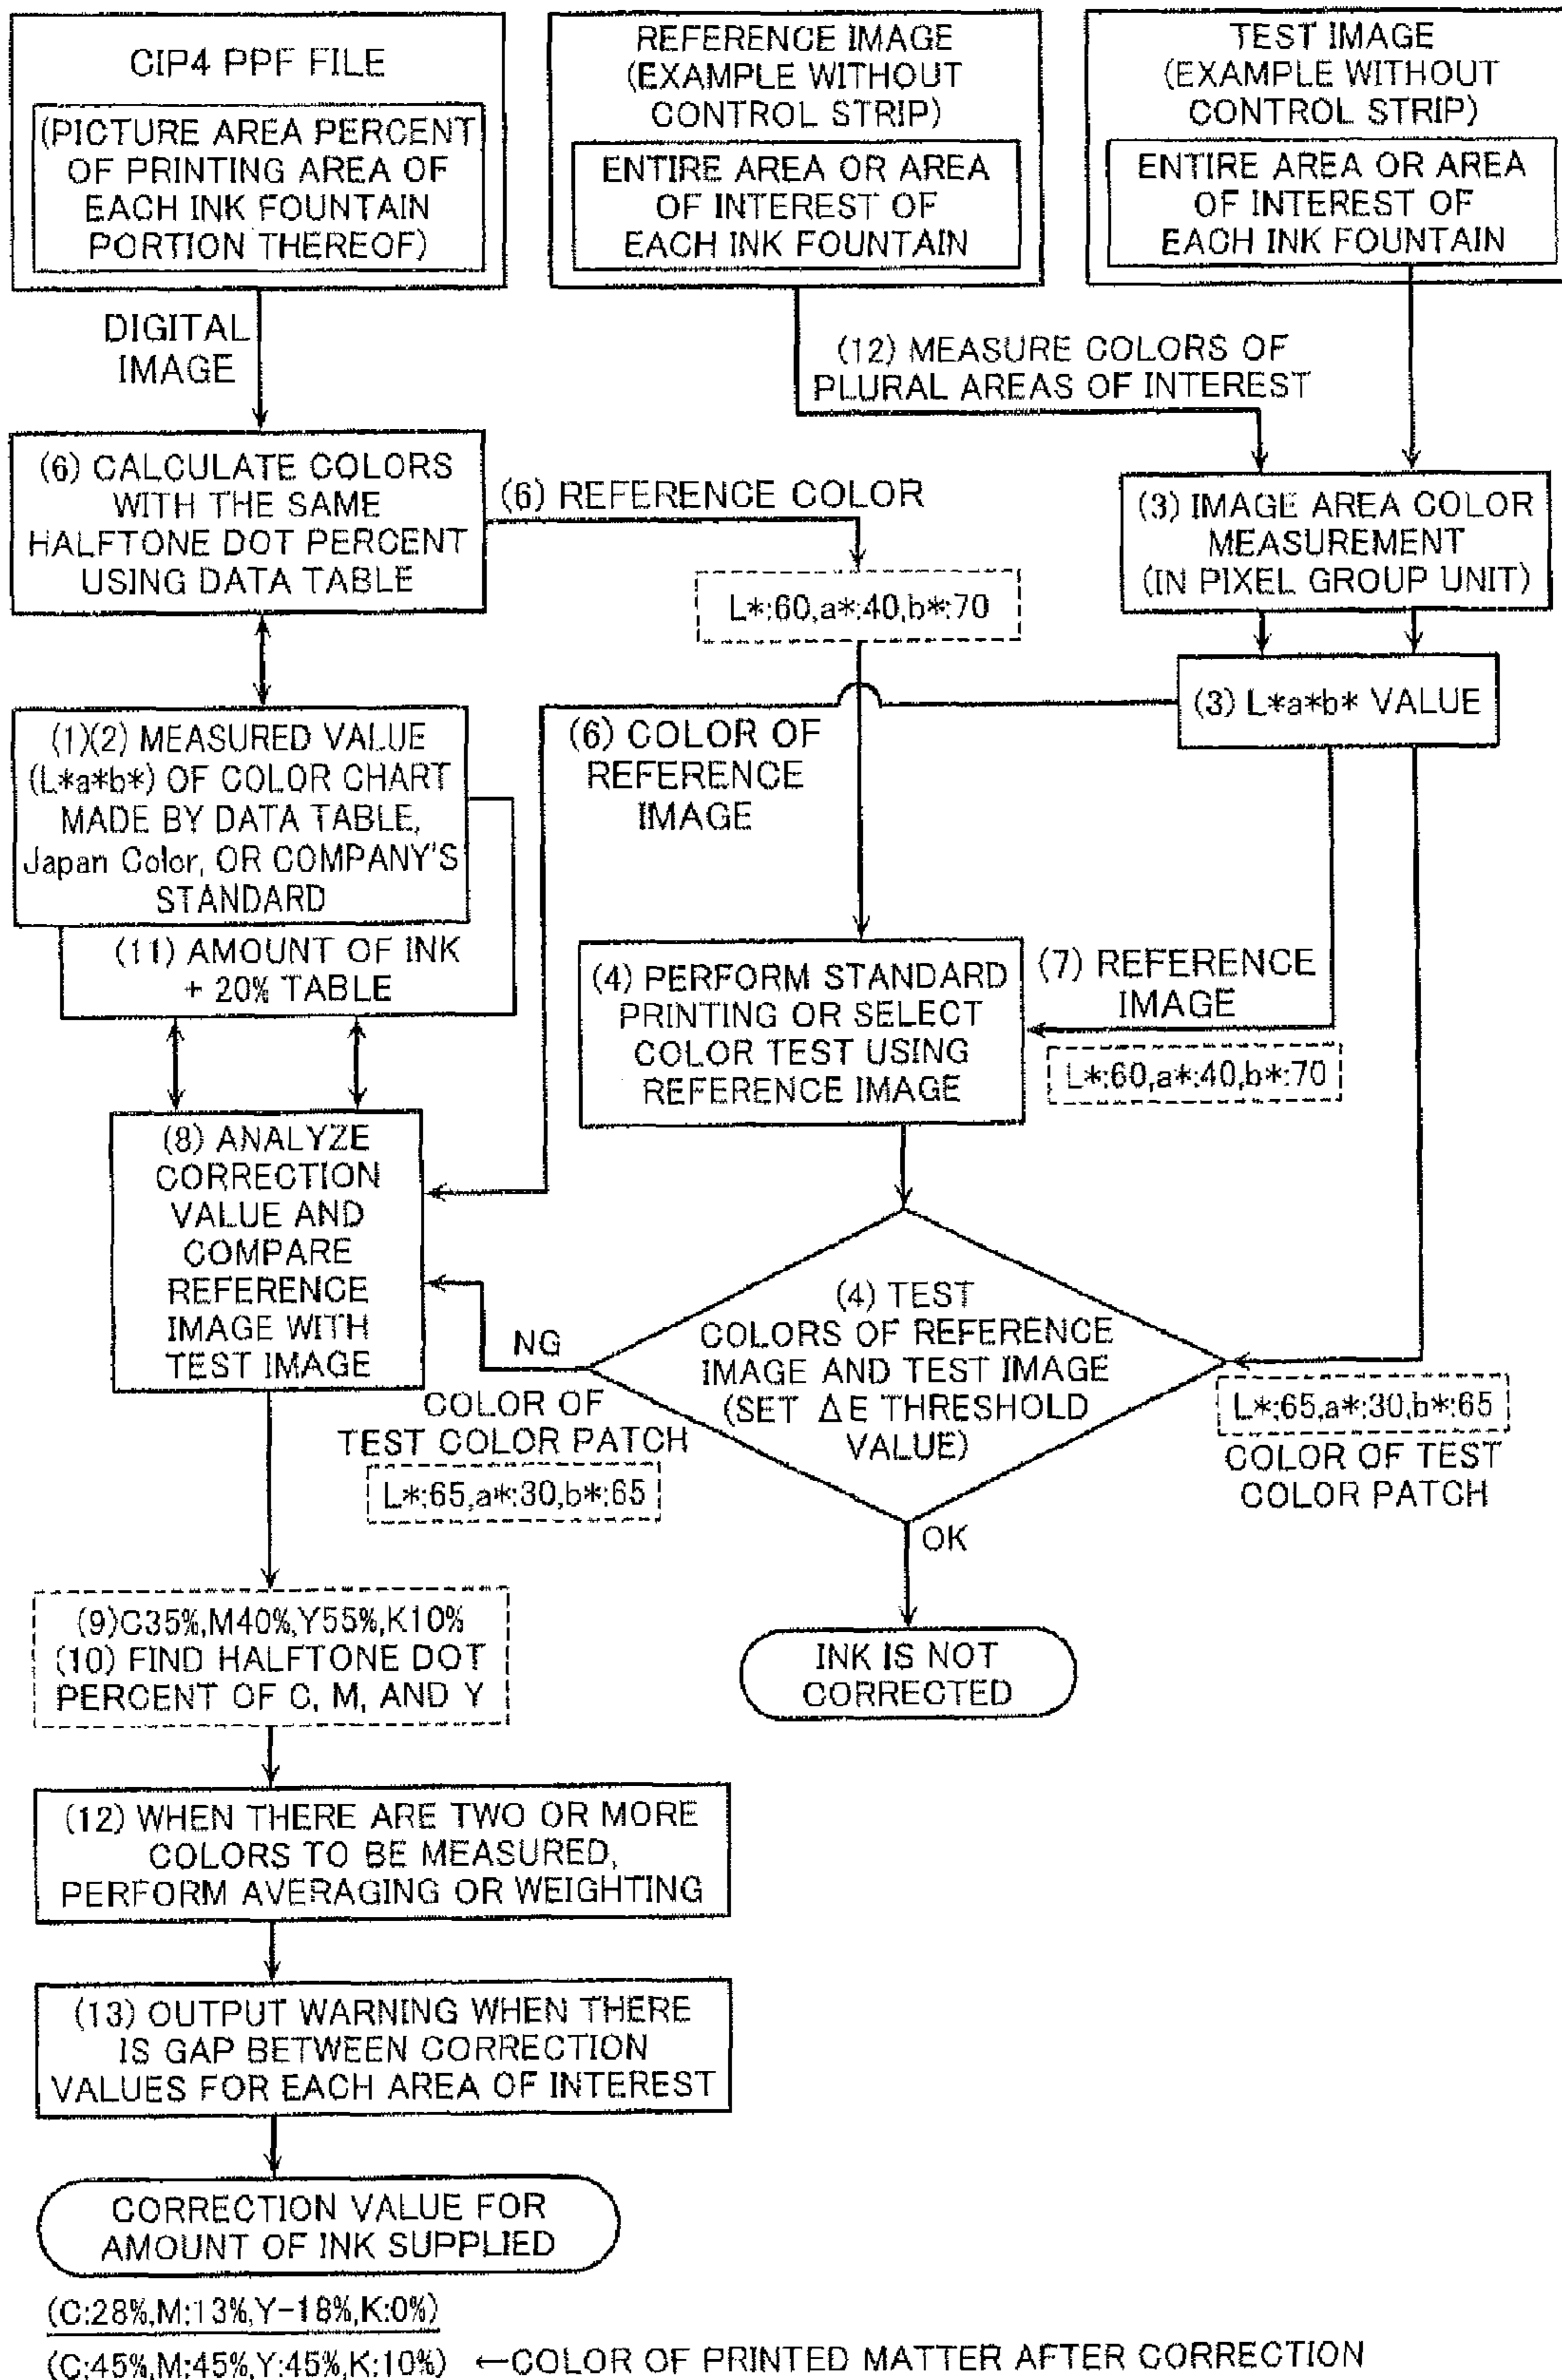 CIP4 PPF FILE
(PICTURE AREA PERCENT
OF PRINTING AREA OF
EACH INK FOUNTAIN
PORTION THEREOF)
REFERENCE IMAGE
(EXAMPLE WITHOUT
CONTROL STRIP)
ENTIRE AREA OR AREA
OF INTEREST OF
EACH INK FOUNTAIN
TEST IMAGE
(EXAMPLE WITHOUT
CONTROL STRIP)
ENTIRE AREA OR AREA
OF INTEREST OF
EACH INK FOUNTAIN
DIGITAL
IMAGE
(12) MEASURE COLORS OF
PLURAL AREAS OF INTEREST
(6) CALCULATE COLORS
WITH THE SAME
HALFTONE DOT PERCENT
USING DATA TABLE
(6) REFERENCE COLOR
L*:60,a*:40,b*:70
(3) IMAGE AREA COLOR
MEASUREMENT
(IN PIXEL GROUP UNIT)
(3) L*a*b* VALUE
(1)(2) MEASURED VALUE
(L*a*b*) OF COLOR CHART
MADE BY DATA TABLE,
Japan Color, OR COMPANY'S
STANDARD
(11) AMOUNT OF INK
+ 20% TABLE
(6) COLOR OF
REFERENCE
IMAGE
(4) PERFORM STANDARD
PRINTING OR SELECT
COLOR TEST USING
REFERENCE IMAGE
(7) REFERENCE
IMAGE
L*:60,a*:40,b*:70
(8) ANALYZE
CORRECTION
VALUE AND
COMPARE
REFERENCE
IMAGE WITH
TEST IMAGE
NG
COLOR OF
TEST COLOR PATCH
L*:65,a*:30,b*:65
(4) TEST
COLORS OF REFERENCE
IMAGE AND TEST IMAGE
(SET ΔE THRESHOLD
VALUE)
L*:65,a*:30,b*:65
COLOR OF TEST
COLOR PATCH
OK
INK IS NOT
CORRECTED
(9)C35%,M40%,Y55%,K10%
(10) FIND HALFTONE DOT
PERCENT OF C, M, AND Y
(12) WHEN THERE ARE TWO OR MORE
COLORS TO BE MEASURED,
PERFORM AVERAGING OR WEIGHTING
(13) OUTPUT WARNING WHEN THERE
IS GAP BETWEEN CORRECTION
VALUES FOR EACH AREA OF INTEREST
CORRECTION VALUE FOR
AMOUNT OF INK SUPPLIED
(C:28%,M:13%,Y-18%,K:0%)
(C:45%,M:45%,Y:45%,K:10%) ←COLOR OF PRINTED MATTER AFTER CORRECTION